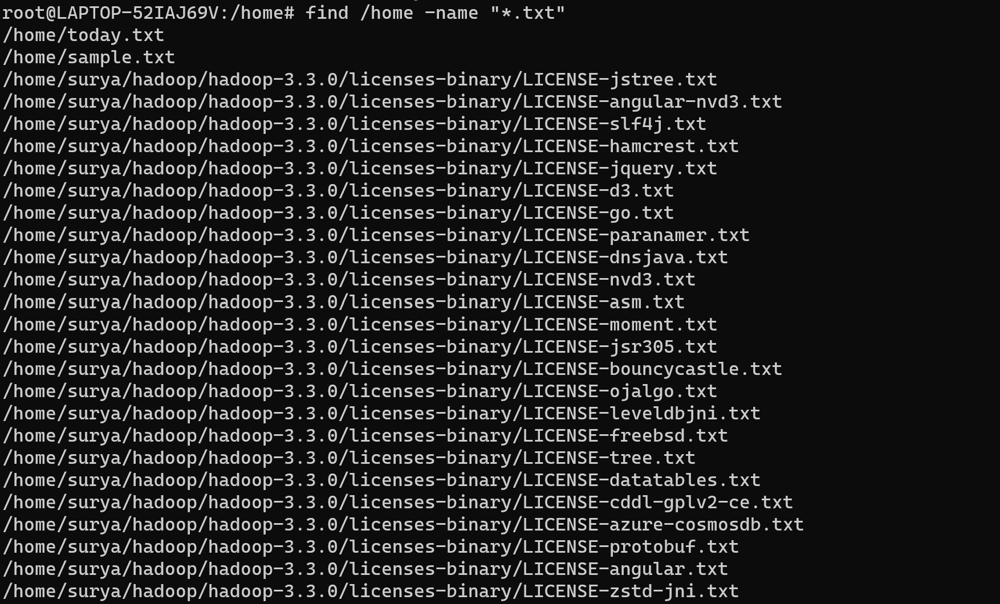 root@LAPTOP-52IAJ69V:/home# find /home -name "*.txt"
/home/today.txt
/home/sample.txt
/home/surya/hadoop/hadoop-3.3.0/licenses-binary/LICENSE-jstree.txt
/home/surya/hadoop/hadoop-3.3.0/licenses-binary/LICENSE-angular-nvd3.txt
/home/surya/hadoop/hadoop-3.3.0/licenses-binary/LICENSE-slf4j.txt
/home/surya/hadoop/hadoop-3.3.0/licenses-binary/LICENSE-hamcrest.txt
/home/surya/hadoop/hadoop-3.3.0/licenses-binary/LICENSE-jquery.txt
/home/surya/hadoop/hadoop-3.3.0/licenses-binary/LICENSE-d3.txt
/home/surya/hadoop/hadoop-3.3.0/licenses-binary/LICENSE-go.txt
/home/surya/hadoop/hadoop-3.3.0/licenses-binary/LICENSE-paranamer.txt
/home/surya/hadoop/hadoop-3.3.0/licenses-binary/LICENSE-dnsjava.txt
/home/surya/hadoop/hadoop-3.3.0/licenses-binary/LICENSE-nvd3.txt
/home/surya/hadoop/hadoop-3.3.0/licenses-binary/LICENSE-asm.txt
/home/surya/hadoop/hadoop-3.3.0/licenses-binary/LICENSE-moment.txt
/home/surya/hadoop/hadoop-3.3.0/licenses-binary/LICENSE-jsr305.txt
/home/surya/hadoop/hadoop-3.3.0/licenses-binary/LICENSE-bouncycastle.txt
/home/surya/hadoop/hadoop-3.3.0/licenses-binary/LICENSE-ojalgo.txt
/home/surya/hadoop/hadoop-3.3.0/licenses-binary/LICENSE-leveldbjni.txt
/home/surya/hadoop/hadoop-3.3.0/licenses-binary/LICENSE-freebsd.txt
/home/surya/hadoop/hadoop-3.3.0/licenses-binary/LICENSE-tree.txt
/home/surya/hadoop/hadoop-3.3.0/licenses-binary/LICENSE-datatables.txt
/home/surya/hadoop/hadoop-3.3.0/licenses-binary/LICENSE-cddl-gplv2-ce.txt
/home/surya/hadoop/hadoop-3.3.0/licenses-binary/LICENSE-azure-cosmosdb.txt
/home/surya/hadoop/hadoop-3.3.0/licenses-binary/LICENSE-protobuf.txt
/home/surya/hadoop/hadoop-3.3.0/licenses-binary/LICENSE-angular.txt
/home/surya/hadoop/hadoop-3.3.0/licenses-binary/LICENSE-zstd-jni.txt